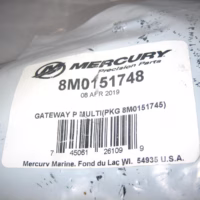 MERCURY
Precision Parts
8M0151748
08 APR 2019
GATEWAY P MULTI(PKG 8M0151745)
7 45061 26109 9
Mercury Marine, Fond du Lac WI. 54935 U.S.A.